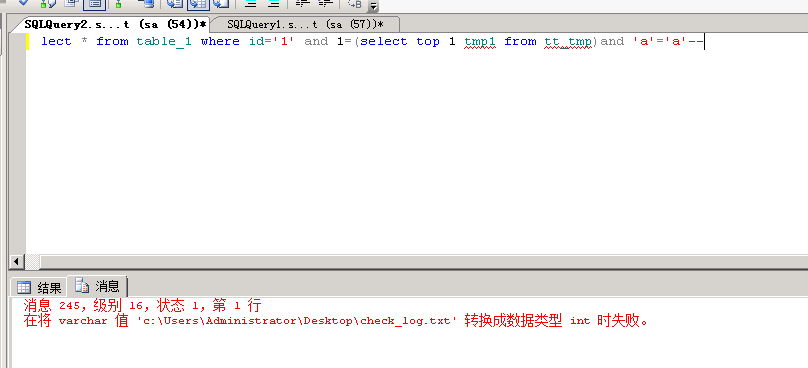 SQLQuery2.s...t (sa (54))* SQLQuery1.s...t (sa (57))*
lect * from table_1 where id='1' and 1=(select top 1 tmp1 from tt_tmp)and 'a'='a'--
结果 消息
消息 245，级别 16，状态 1，第 1 行
在将 varchar 值 'c:\Users\Administrator\Desktop\check_log.txt' 转换成数据类型 int 时失败。